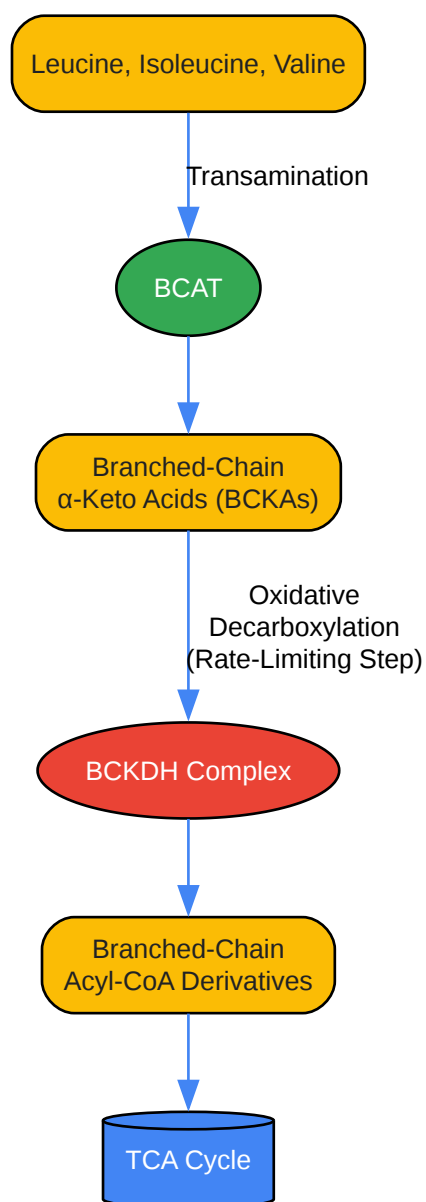 Leucine, Isoleucine, Valine
Transamination
BCAT
Branched-Chain
α-Keto Acids (BCKAs)
Oxidative
Decarboxylation
(Rate-Limiting Step)
BCKDH Complex
Branched-Chain
Acyl-CoA Derivatives
TCA Cycle